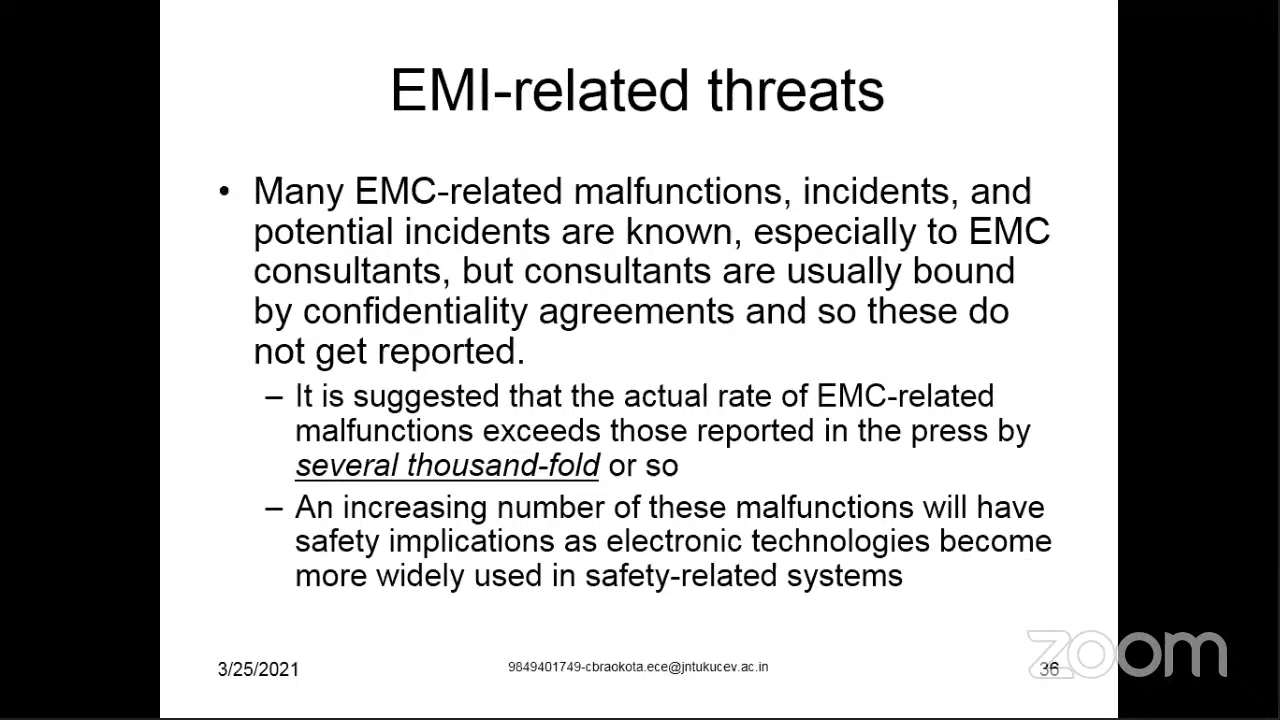 EMI-related threats
• Many EMC-related malfunctions, incidents, and
potential incidents are known, especially to EMC
consultants, but consultants are usually bound
by confidentiality agreements and so these do
not get reported.
– It is suggested that the actual rate of EMC-related
malfunctions exceeds those reported in the press by
several thousand-fold or so
– An increasing number of these malfunctions will have
safety implications as electronic technologies become
more widely used in safety-related systems
3/25/2021
9849401749-cbraokota.ece@jntukucev.ac.in
36
zoom